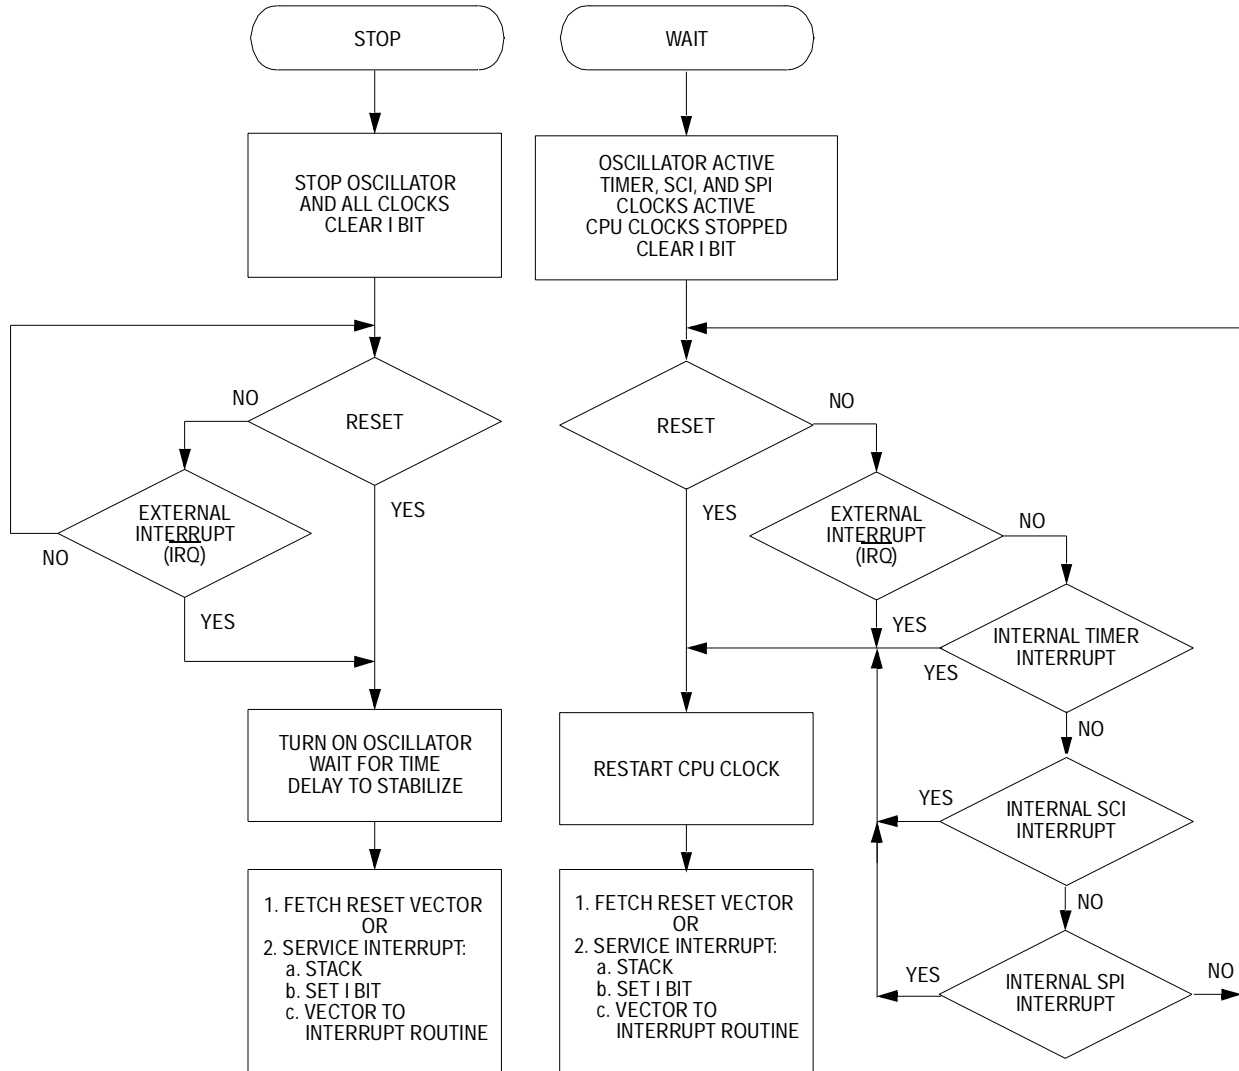 STOP
STOP OSCILLATOR
AND ALL CLOCKS
CLEAR I BIT
RESET
NO
YES
EXTERNAL
INTERRUPT
(IRQ)
NO
YES
TURN ON OSCILLATOR
WAIT FOR TIME
DELAY TO STABILIZE
1. FETCH RESET VECTOR
OR
2. SERVICE INTERRUPT:
a. STACK
b. SET I BIT
c. VECTOR TO
INTERRUPT ROUTINE
WAIT
OSCILLATOR ACTIVE
TIMER, SCI, AND SPI
CLOCKS ACTIVE
CPU CLOCKS STOPPED
CLEAR I BIT
RESET
NO
YES
EXTERNAL
INTERRUPT
(IRQ)
NO
YES
INTERNAL TIMER
INTERRUPT
YES
NO
INTERNAL SCI
INTERRUPT
YES
NO
INTERNAL SPI
INTERRUPT
YES
NO
RESTART CPU CLOCK
1. FETCH RESET VECTOR
OR
2. SERVICE INTERRUPT:
a. STACK
b. SET I BIT
c. VECTOR TO
INTERRUPT ROUTINE